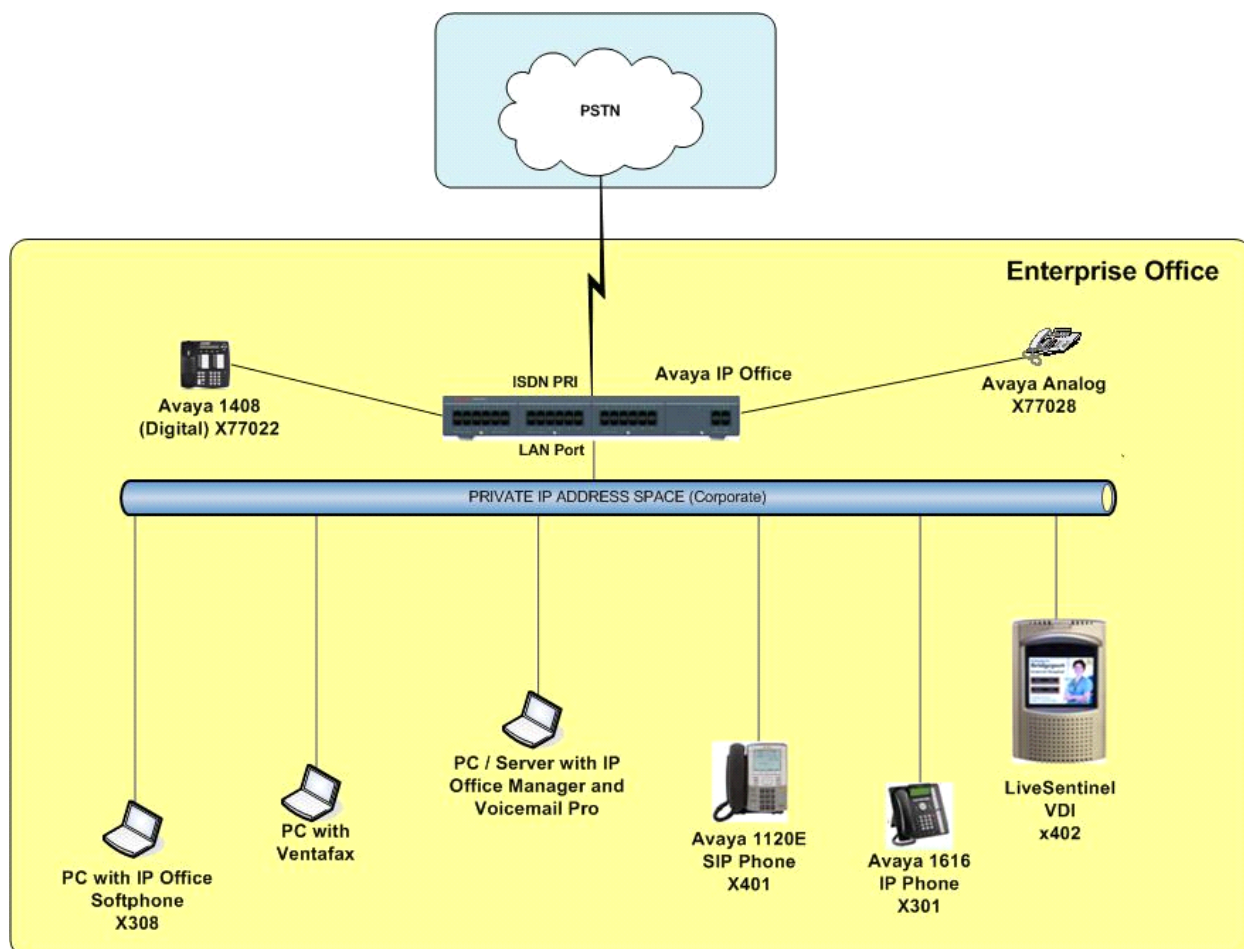 PSTN
Enterprise Office
ISDN PRI
Avaya IP Office
Avaya 1408
(Digital) X77022
Avaya Analog
X77028
LAN Port
PRIVATE IP ADDRESS SPACE (Corporate)
PC with IP Office
Softphone
X308
PC with
Ventafax
PC / Server with IP
Office Manager and
Voicemail Pro
Avaya 1120E
SIP Phone
X401
Avaya 1616
IP Phone
X301
LiveSentinel
VDI
x402